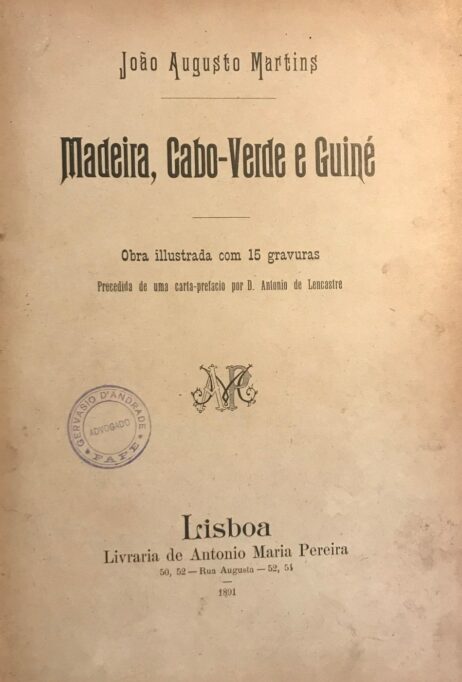 João Augusto Martins
Madeira, Cabo-Verde e Guiné
Obra illustrada com 15 gravuras
Precedida de uma carta-prefacio por D. Antonio de Lencastre
GERVASIO D'ANDRADE
ADVOGADO
FAFE
Lisboa
Livraria de Antonio Maria Pereira
50, 52 — Rua Augusta — 52, 54
1891